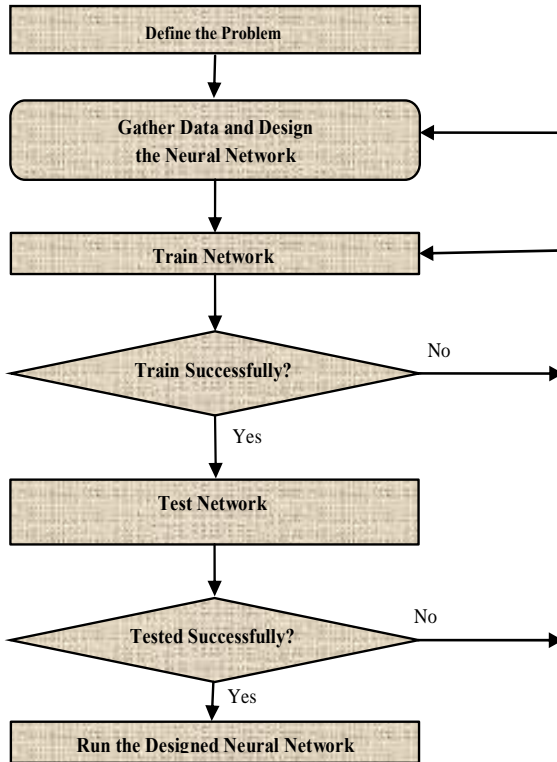 Define the Problem
Gather Data and Design
the Neural Network
Train Network
Train Successfully?
No
Yes
Test Network
Tested Successfully?
No
Yes
Run the Designed Neural Network